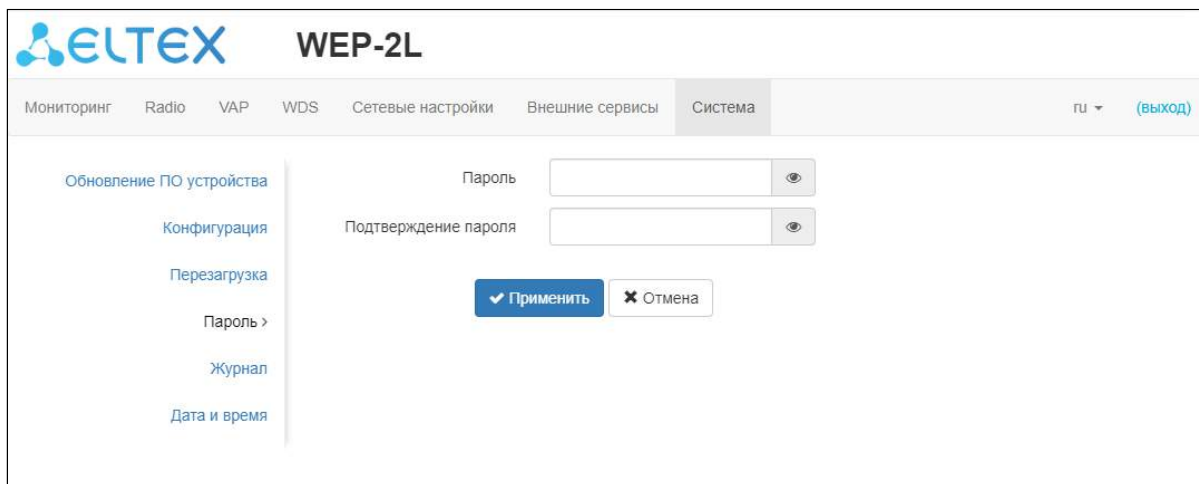 ELTEX WEP-2L
Мониторинг Radio VAP WDS Сетевые настройки Внешние сервисы Система ru (выход)
Обновление ПО устройства
Конфигурация
Перезагрузка
Пароль >
Журнал
Дата и время
Пароль
Подтверждение пароля
Применить Отмена